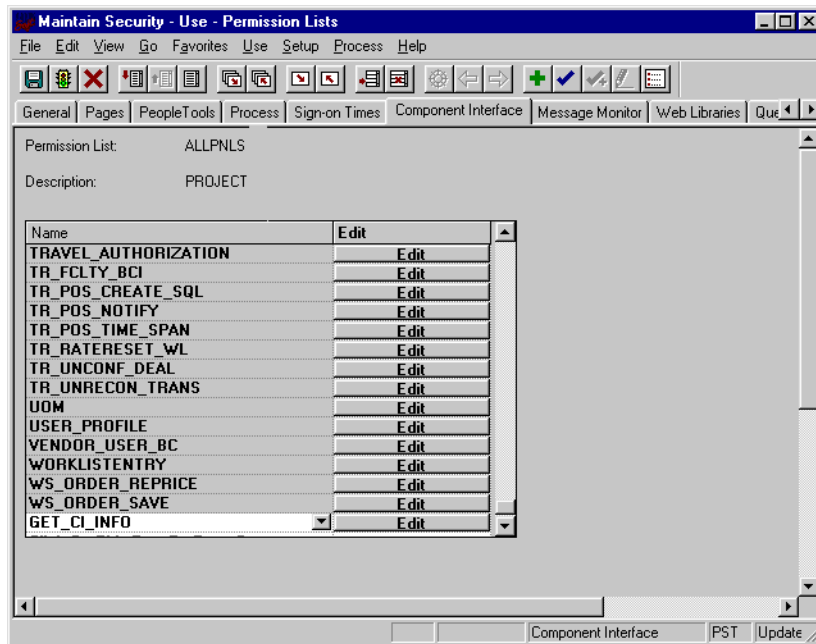 Maintain Security - Use - Permission Lists
File Edit View Go Favorites Use Setup Process Help
General Pages PeopleTools Process Sign-on Times Component Interface Message Monitor Web Libraries Que
Permission List: ALLPNLS
Description: PROJECT
Name Edit
TRAVEL_AUTHORIZATION Edit
TR_FCLTY_BCI Edit
TR_POS_CREATE_SQL Edit
TR_POS_NOTIFY Edit
TR_POS_TIME_SPAN Edit
TR_RATERESET_WL Edit
TR_UNCONF_DEAL Edit
TR_UNRECON_TRANS Edit
UOM Edit
USER_PROFILE Edit
VENDOR_USER_BC Edit
WORKLISTENTRY Edit
WS_ORDER_REPRICE Edit
WS_ORDER_SAVE Edit
GET_CI_INFO Edit
Component Interface PST Update